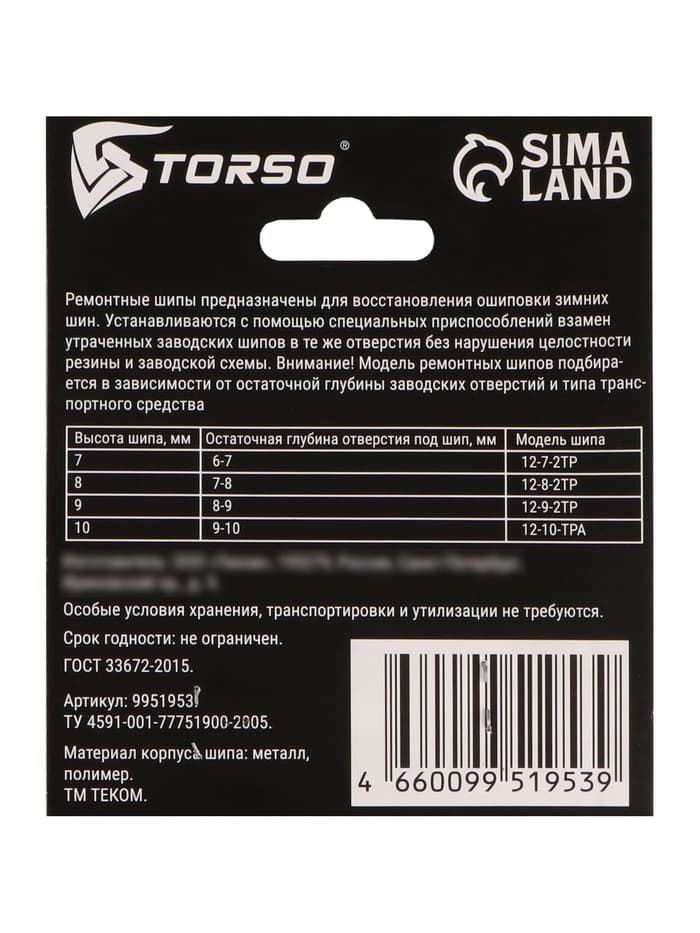 TORSO ®
SIMA
LAND
Ремонтные шипы предназначены для восстановления ошиповки зимних
шин. Устанавливаются с помощью специальных приспособлений взамен
утраченных заводских шипов в те же отверстия без нарушения целостности
резины и заводской схемы. Внимание! Модель ремонтных шипов подбира-
ется в зависимости от остаточной глубины заводских отверстий и типа транс-
портного средства
Высота шипа, мм Остаточная глубина отверстия под шип, мм Модель шипа
7 6-7 12-7-2ТР
8 7-8 12-8-2ТР
9 8-9 12-9-2ТР
10 9-10 12-10-ТРА
Особые условия хранения, транспортировки и утилизации не требуются.
Срок годности: не ограничен.
ГОСТ 33672-2015.
Артикул: 9951953
ТУ 4591-001-77751900-2005.
Материал корпуса шипа: металл,
полимер.
ТМ ТЕКОМ.
4 660099 519539